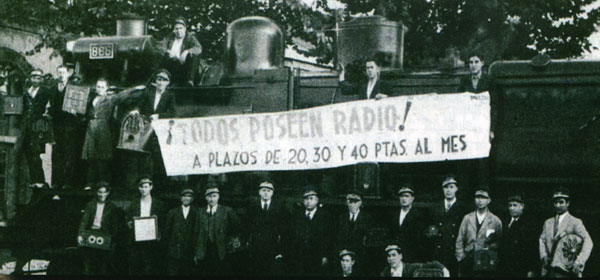 ¡TODOS POSEEN RADIO!
A PLAZOS DE 20, 30 Y 40 PTAS. AL MES